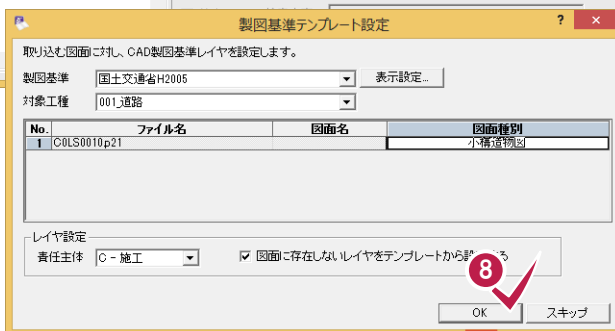 製図基準テンプレート設定
? ×
取り込む図面に対し、CAD製図基準レイヤを設定します。
製図基準 国土交通省H2005 表示設定...
対象工種 001_道路
No. ファイル名 図面名 図面種別
1 C0LS0010.p21 小構造物図
レイヤ設定
責任主体 C - 施工 図面に存在しないレイヤをテンプレートから設定する
8
OK スキップ